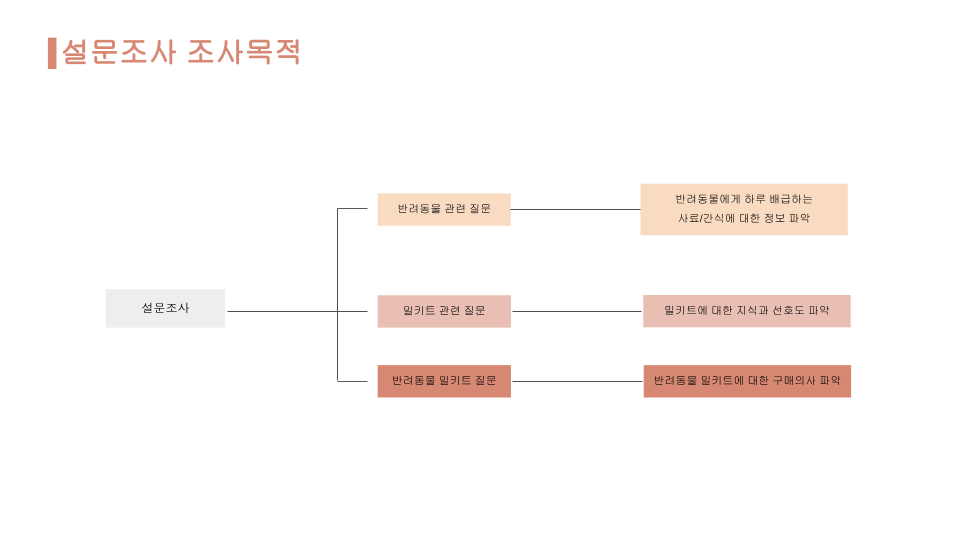 설문조사 조사목적
반려동물 관련 질문
반려동물에게 하루 배급하는
사료/간식에 대한 정보 파악
설문조사
밀키트 관련 질문
밀키트에 대한 지식과 선호도 파악
반려동물 밀키트 질문
반려동물 밀키트에 대한 구매의사 파악